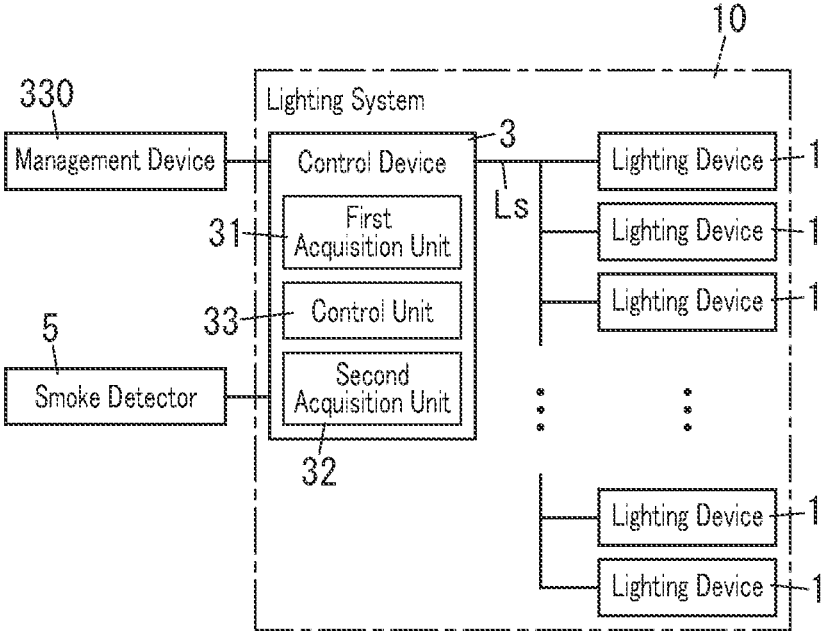 10
330
Lighting System
3
Management Device
Control Device
Lighting Device
1
Ls
31
First
Acquisition Unit
Lighting Device
1
33
Control Unit
Lighting Device
1
5
Smoke Detector
Second
Acquisition Unit
32
Lighting Device
1
Lighting Device
1